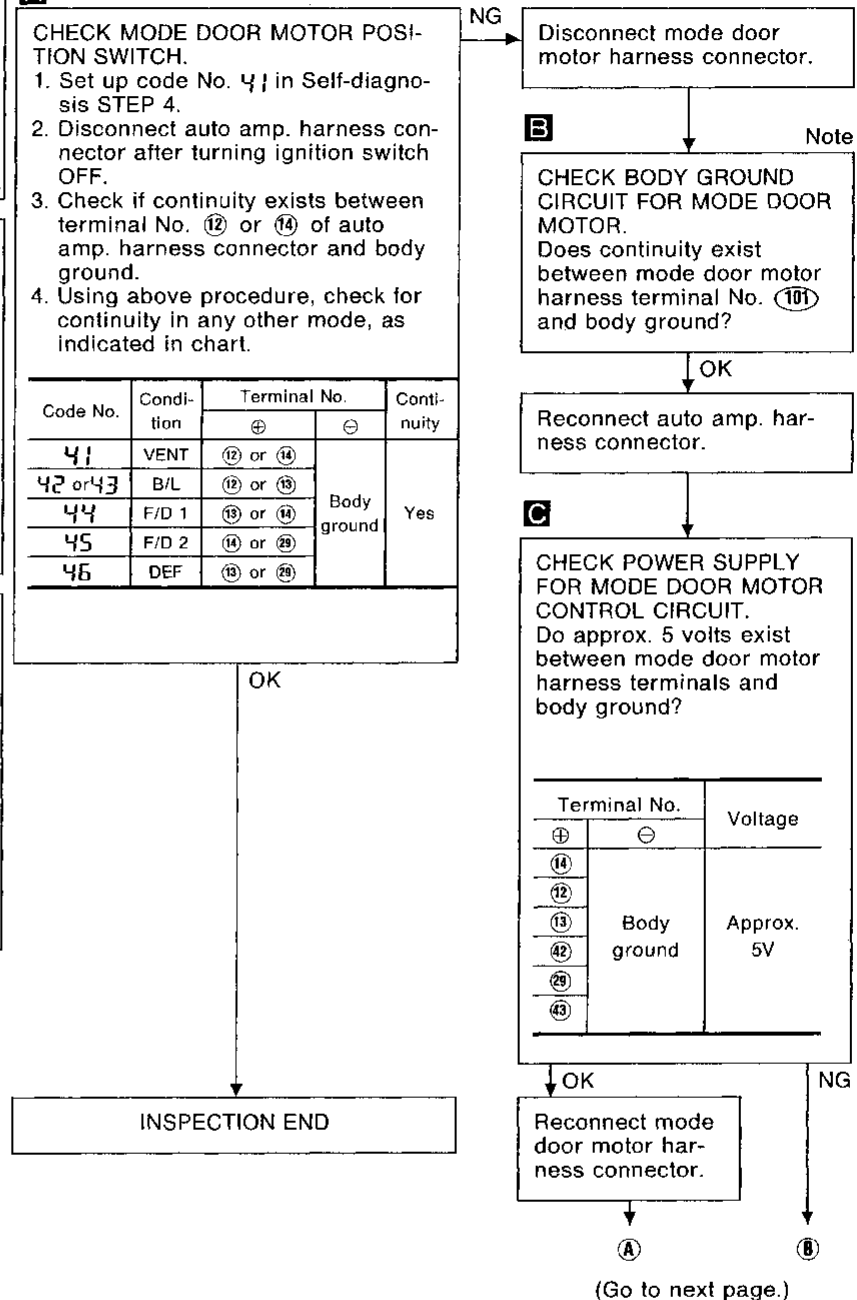 CHECK MODE DOOR MOTOR POSI-
TION SWITCH.
1. Set up code No. 41 in Self-diagno-
sis STEP 4.
2. Disconnect auto amp. harness con-
nector after turning ignition switch
OFF.
3. Check if continuity exists between
terminal No. ⑫ or ⑭ of auto
amp. harness connector and body
ground.
4. Using above procedure, check for
continuity in any other mode, as
indicated in chart.
Code No. Condi-tion Terminal No. Conti-nuity
⊕ ⊖
41 VENT ⑫ or ⑭ Body ground Yes
42 or 43 B/L ⑫ or ⑬
44 F/D 1 ⑬ or ⑭
45 F/D 2 ⑭ or ㉙
46 DEF ⑬ or ㉙
OK
INSPECTION END
NG
Disconnect mode door
motor harness connector.
B
Note
CHECK BODY GROUND
CIRCUIT FOR MODE DOOR
MOTOR.
Does continuity exist
between mode door motor
harness terminal No. (101)
and body ground?
OK
Reconnect auto amp. har-
ness connector.
C
CHECK POWER SUPPLY
FOR MODE DOOR MOTOR
CONTROL CIRCUIT.
Do approx. 5 volts exist
between mode door motor
harness terminals and
body ground?
Terminal No. Voltage
⊕ ⊖
⑭
⑫
⑬ Body Approx.
㊷ ground 5V
㉙
㊸
OK
NG
Reconnect mode
door motor har-
ness connector.
Ⓐ Ⓑ
(Go to next page.)